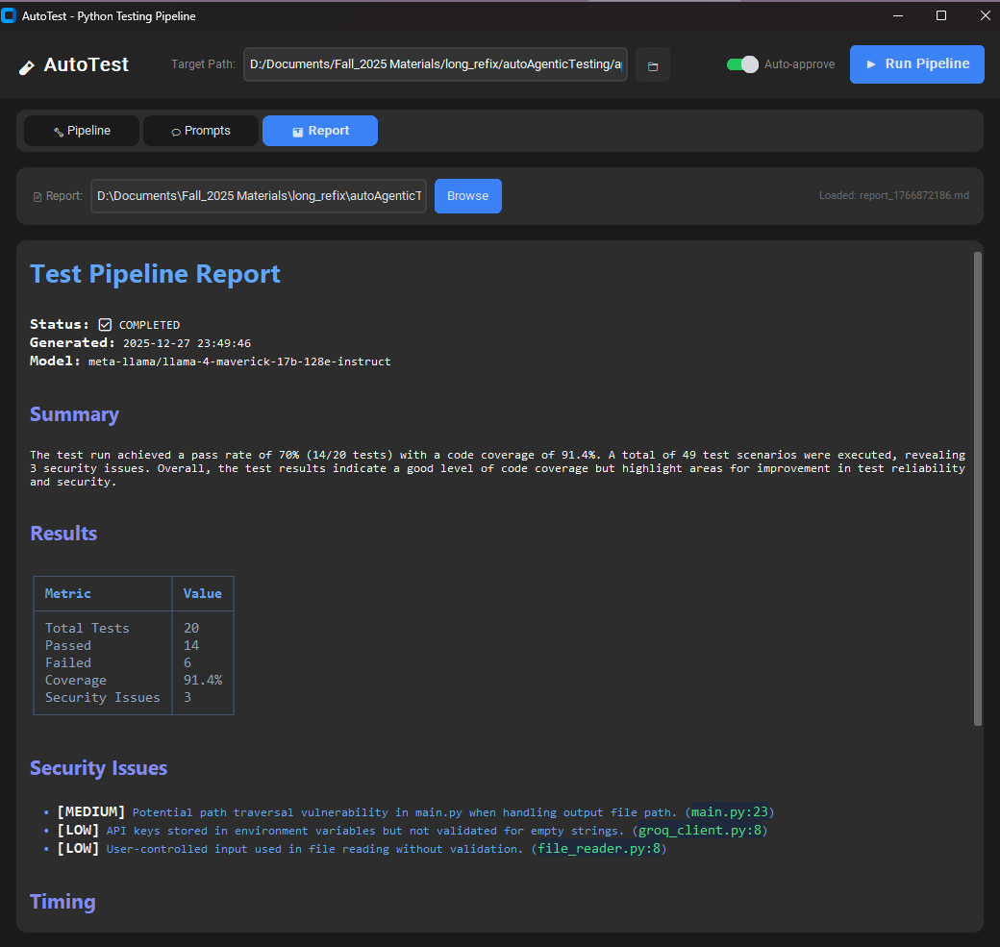 AutoTest - Python Testing Pipeline
AutoTest
Target Path:
D:/Documents/Fall_2025 Materials/long_refix/autoAgenticTesting/a
Auto-approve
Run Pipeline
Pipeline
Prompts
Report
Report:
D:\Documents\Fall_2025 Materials\long_refix\autoAgenticT
Browse
Loaded: report_1766872186.md
Test Pipeline Report
Status: ☑ COMPLETED
Generated: 2025-12-27 23:49:46
Model: meta-llama/llama-4-maverick-17b-128e-instruct
Summary
The test run achieved a pass rate of 70% (14/20 tests) with a code coverage of 91.4%. A total of 49 test scenarios were executed, revealing
3 security issues. Overall, the test results indicate a good level of code coverage but highlight areas for improvement in test reliability
and security.
Results
Metric Value
Total Tests 20
Passed 14
Failed 6
Coverage 91.4%
Security Issues 3
Security Issues
• [MEDIUM] Potential path traversal vulnerability in main.py when handling output file path. (main.py:23)
• [LOW] API keys stored in environment variables but not validated for empty strings. (groq_client.py:8)
• [LOW] User-controlled input used in file reading without validation. (file_reader.py:8)
Timing